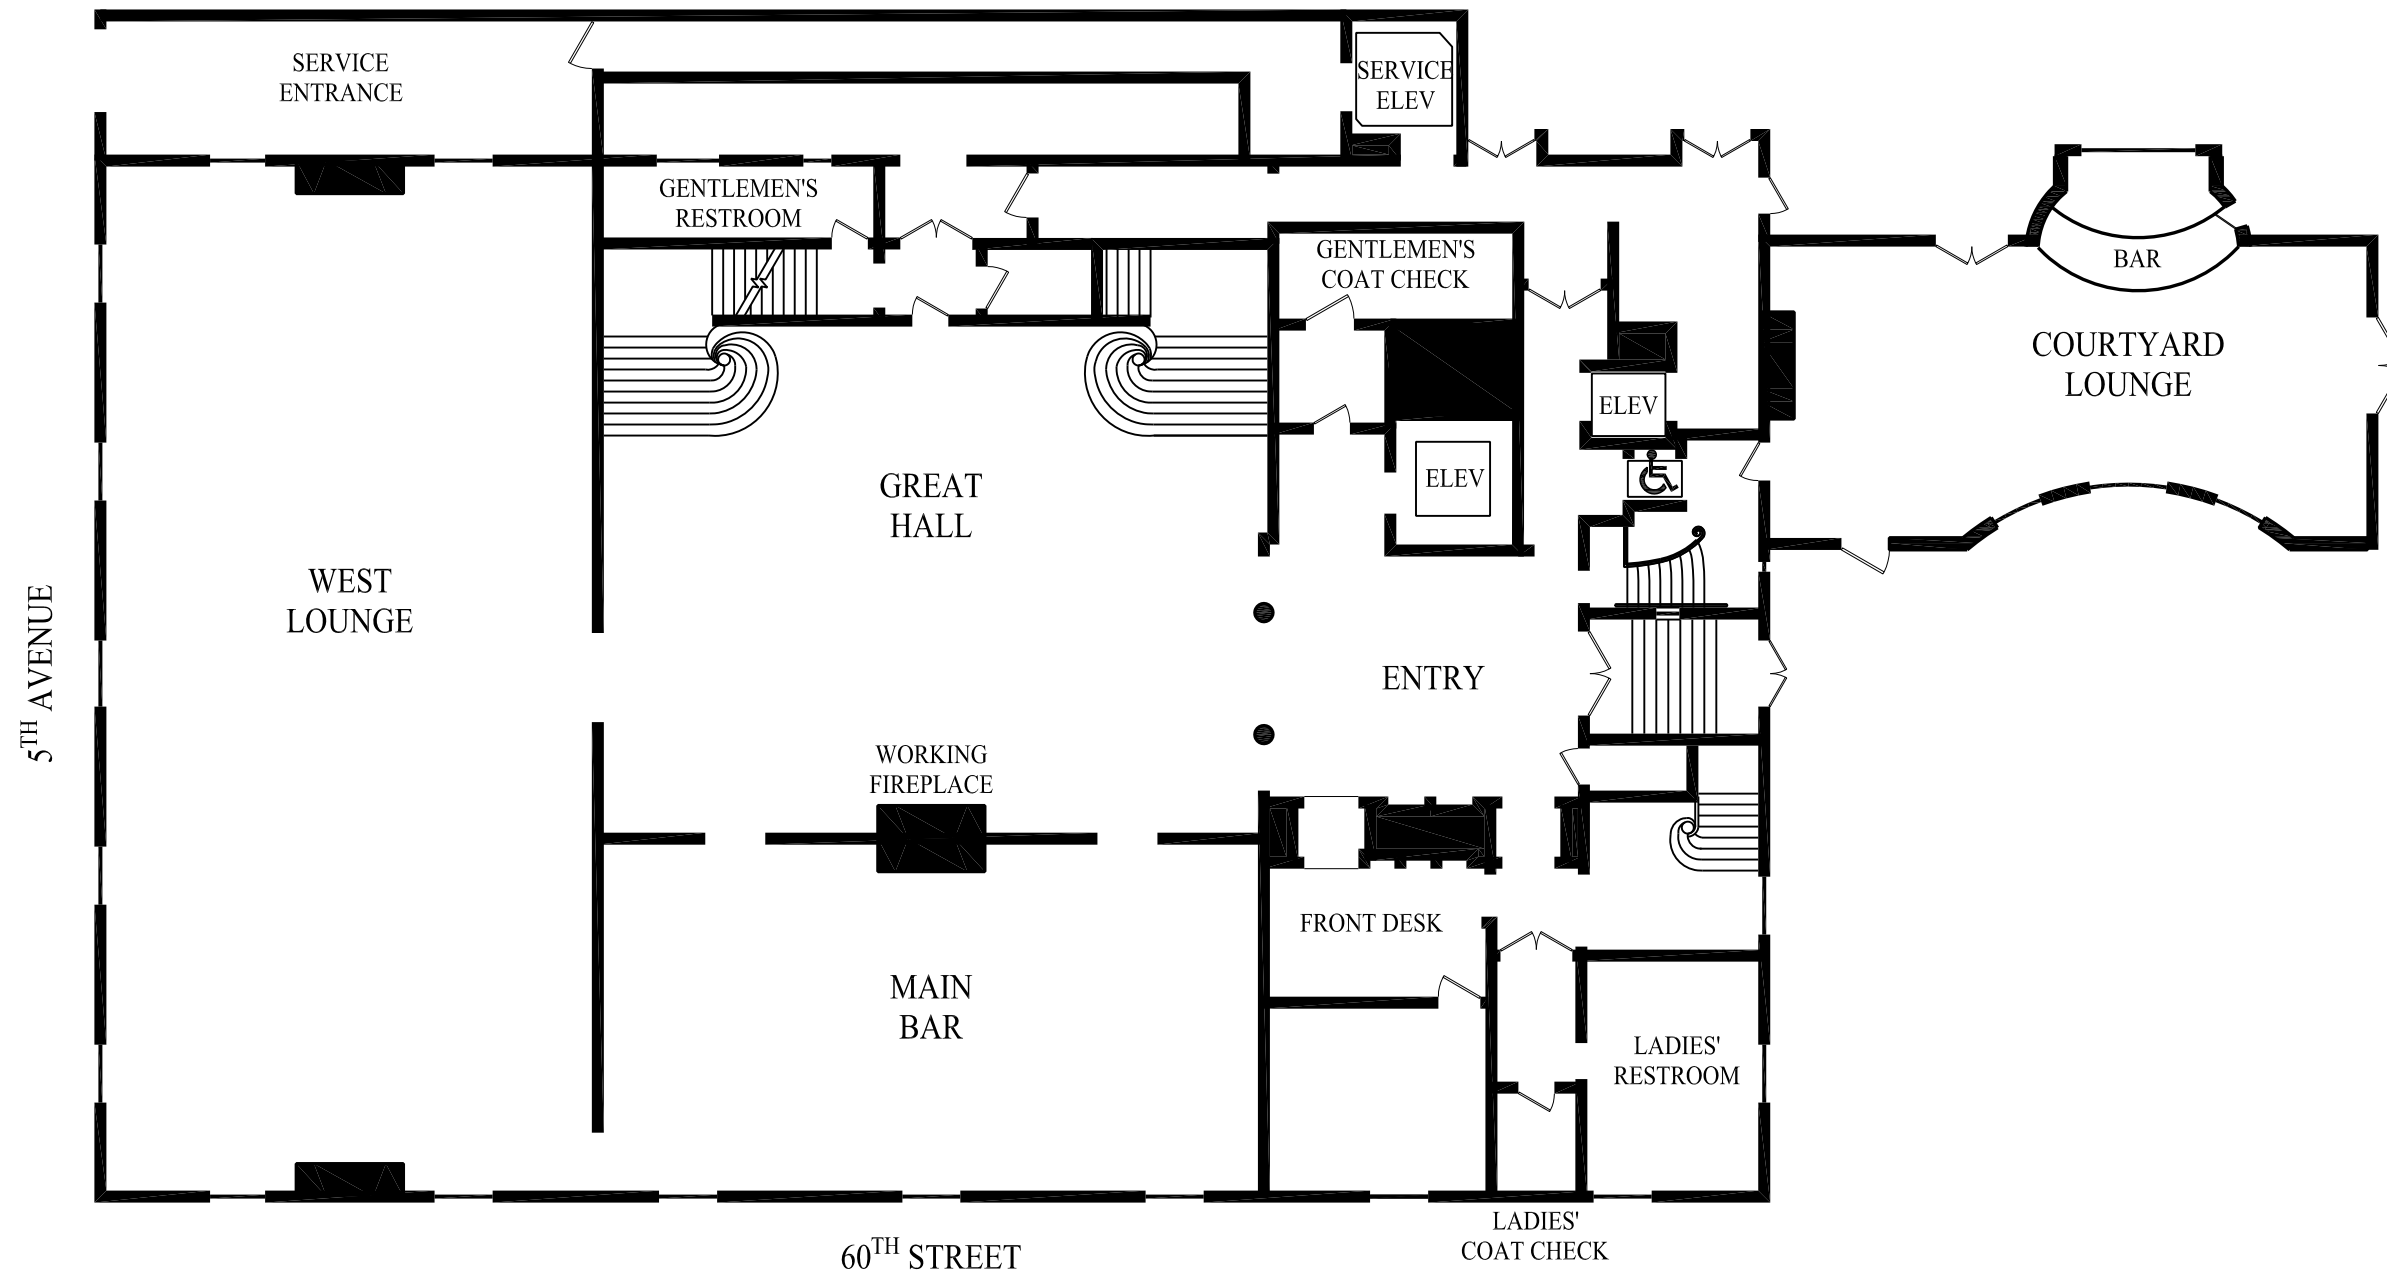 SERVICE
ENTRANCE
SERVICE
ELEV
GENTLEMEN'S
RESTROOM
GENTLEMEN'S
COAT CHECK
BAR
COURTYARD
LOUNGE
ELEV
ELEV
GREAT
HALL
WEST
LOUNGE
5TH AVENUE
ENTRY
WORKING
FIREPLACE
FRONT DESK
MAIN
BAR
LADIES'
RESTROOM
LADIES'
COAT CHECK
60TH STREET